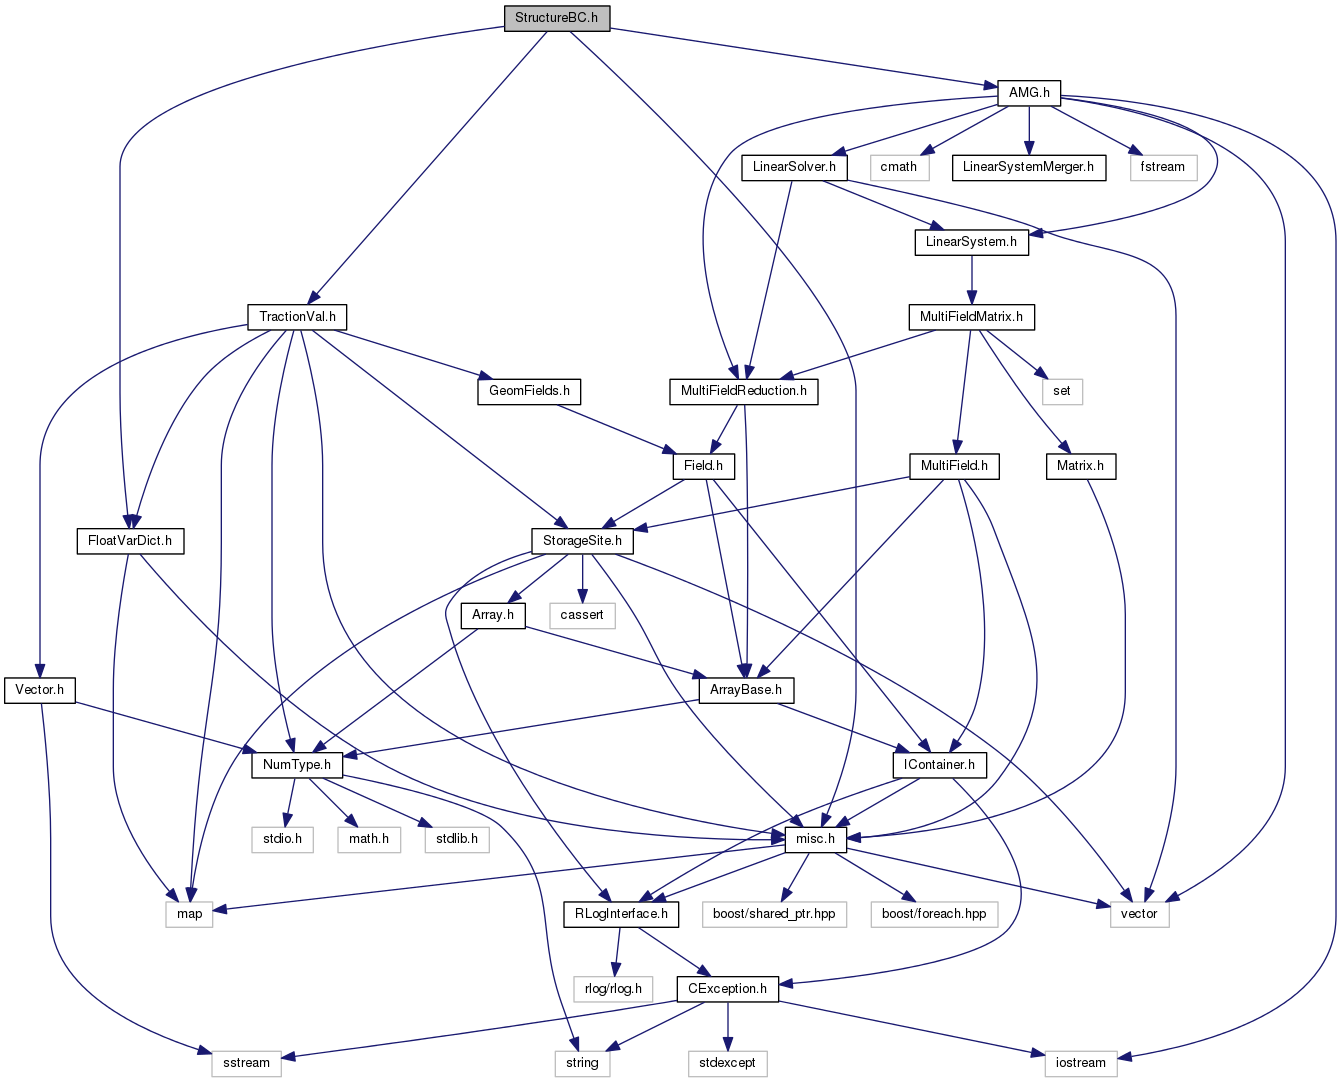 StructureBC.h
AMG.h
LinearSolver.h
cmath
LinearSystemMerger.h
fstream
LinearSystem.h
TractionVal.h
MultiFieldMatrix.h
GeomFields.h
MultiFieldReduction.h
set
Field.h
MultiField.h
Matrix.h
FloatVarDict.h
StorageSite.h
Array.h
cassert
Vector.h
ArrayBase.h
NumType.h
IContainer.h
stdio.h
math.h
stdlib.h
misc.h
map
RLogInterface.h
boost/shared_ptr.hpp
boost/foreach.hpp
vector
rlog/rlog.h
CException.h
sstream
string
stdexcept
iostream